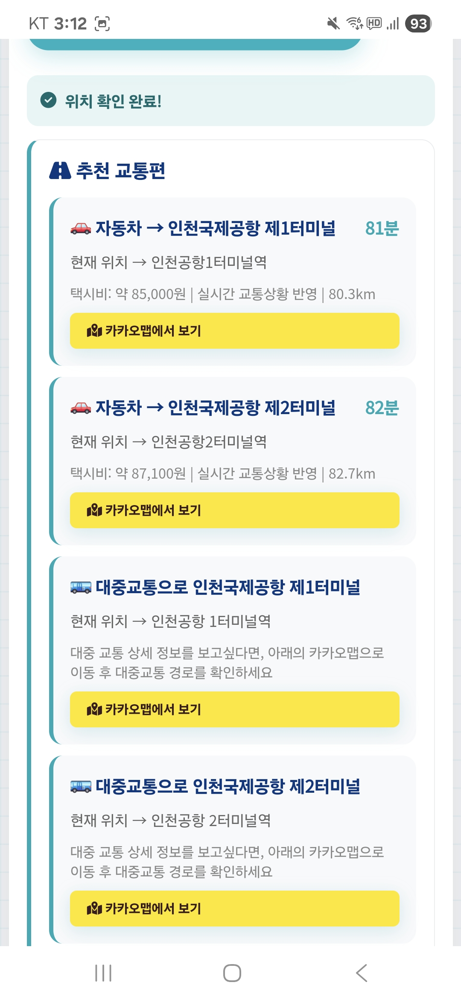 KT 3:12 6 HD 93
위치 확인 완료!
추천 교통편
자동차 → 인천국제공항 제1터미널 81분
현재 위치 → 인천공항1터미널역
택시비: 약 85,000원 | 실시간 교통상황 반영 | 80.3km
카카오맵에서 보기
자동차 → 인천국제공항 제2터미널 82분
현재 위치 → 인천공항2터미널역
택시비: 약 87,100원 | 실시간 교통상황 반영 | 82.7km
카카오맵에서 보기
대중교통으로 인천국제공항 제1터미널
현재 위치 → 인천공항 1터미널역
대중 교통 상세 정보를 보고싶다면, 아래의 카카오맵으로
이동 후 대중교통 경로를 확인하세요
카카오맵에서 보기
대중교통으로 인천국제공항 제2터미널
현재 위치 → 인천공항 2터미널역
대중 교통 상세 정보를 보고싶다면, 아래의 카카오맵으로
이동 후 대중교통 경로를 확인하세요
카카오맵에서 보기